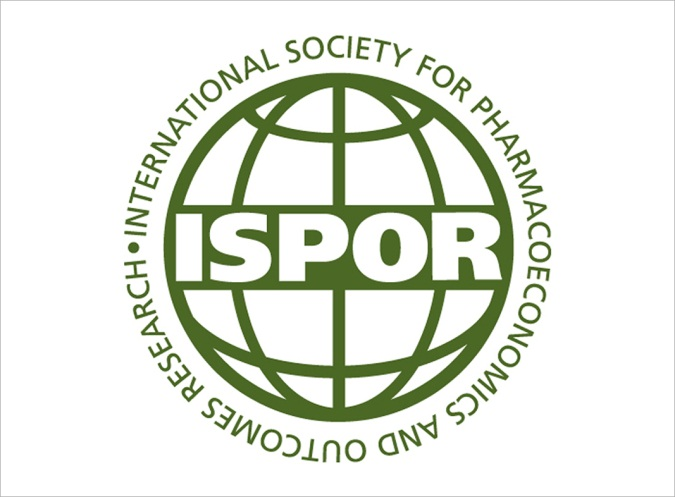 INTERNATIONAL SOCIETY FOR PHARMACOECONOMICS AND OUTCOMES RESEARCH •
ISPOR